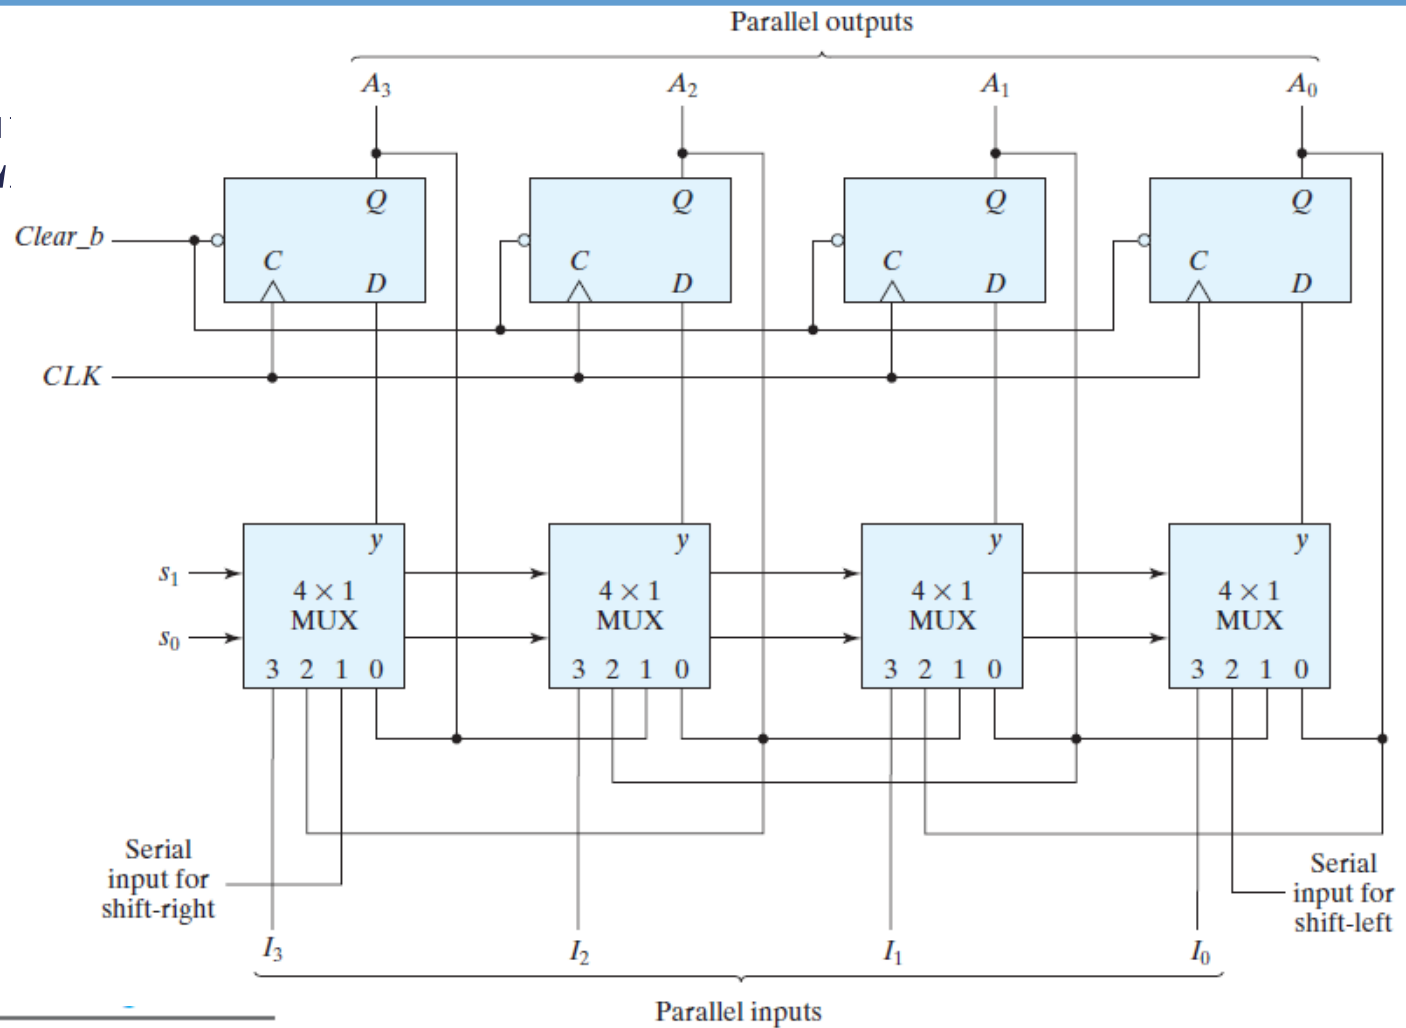 Parallel outputs
A3 A2 A1 A0
Q Q Q Q
Clear_b
C C C C
D D D D
CLK
y y y y
s1
4 × 1 4 × 1 4 × 1 4 × 1
MUX MUX MUX MUX
s0
3 2 1 0 3 2 1 0 3 2 1 0 3 2 1 0
Serial
input for
shift-right
Serial
input for
shift-left
I3 I2 I1 I0
Parallel inputs